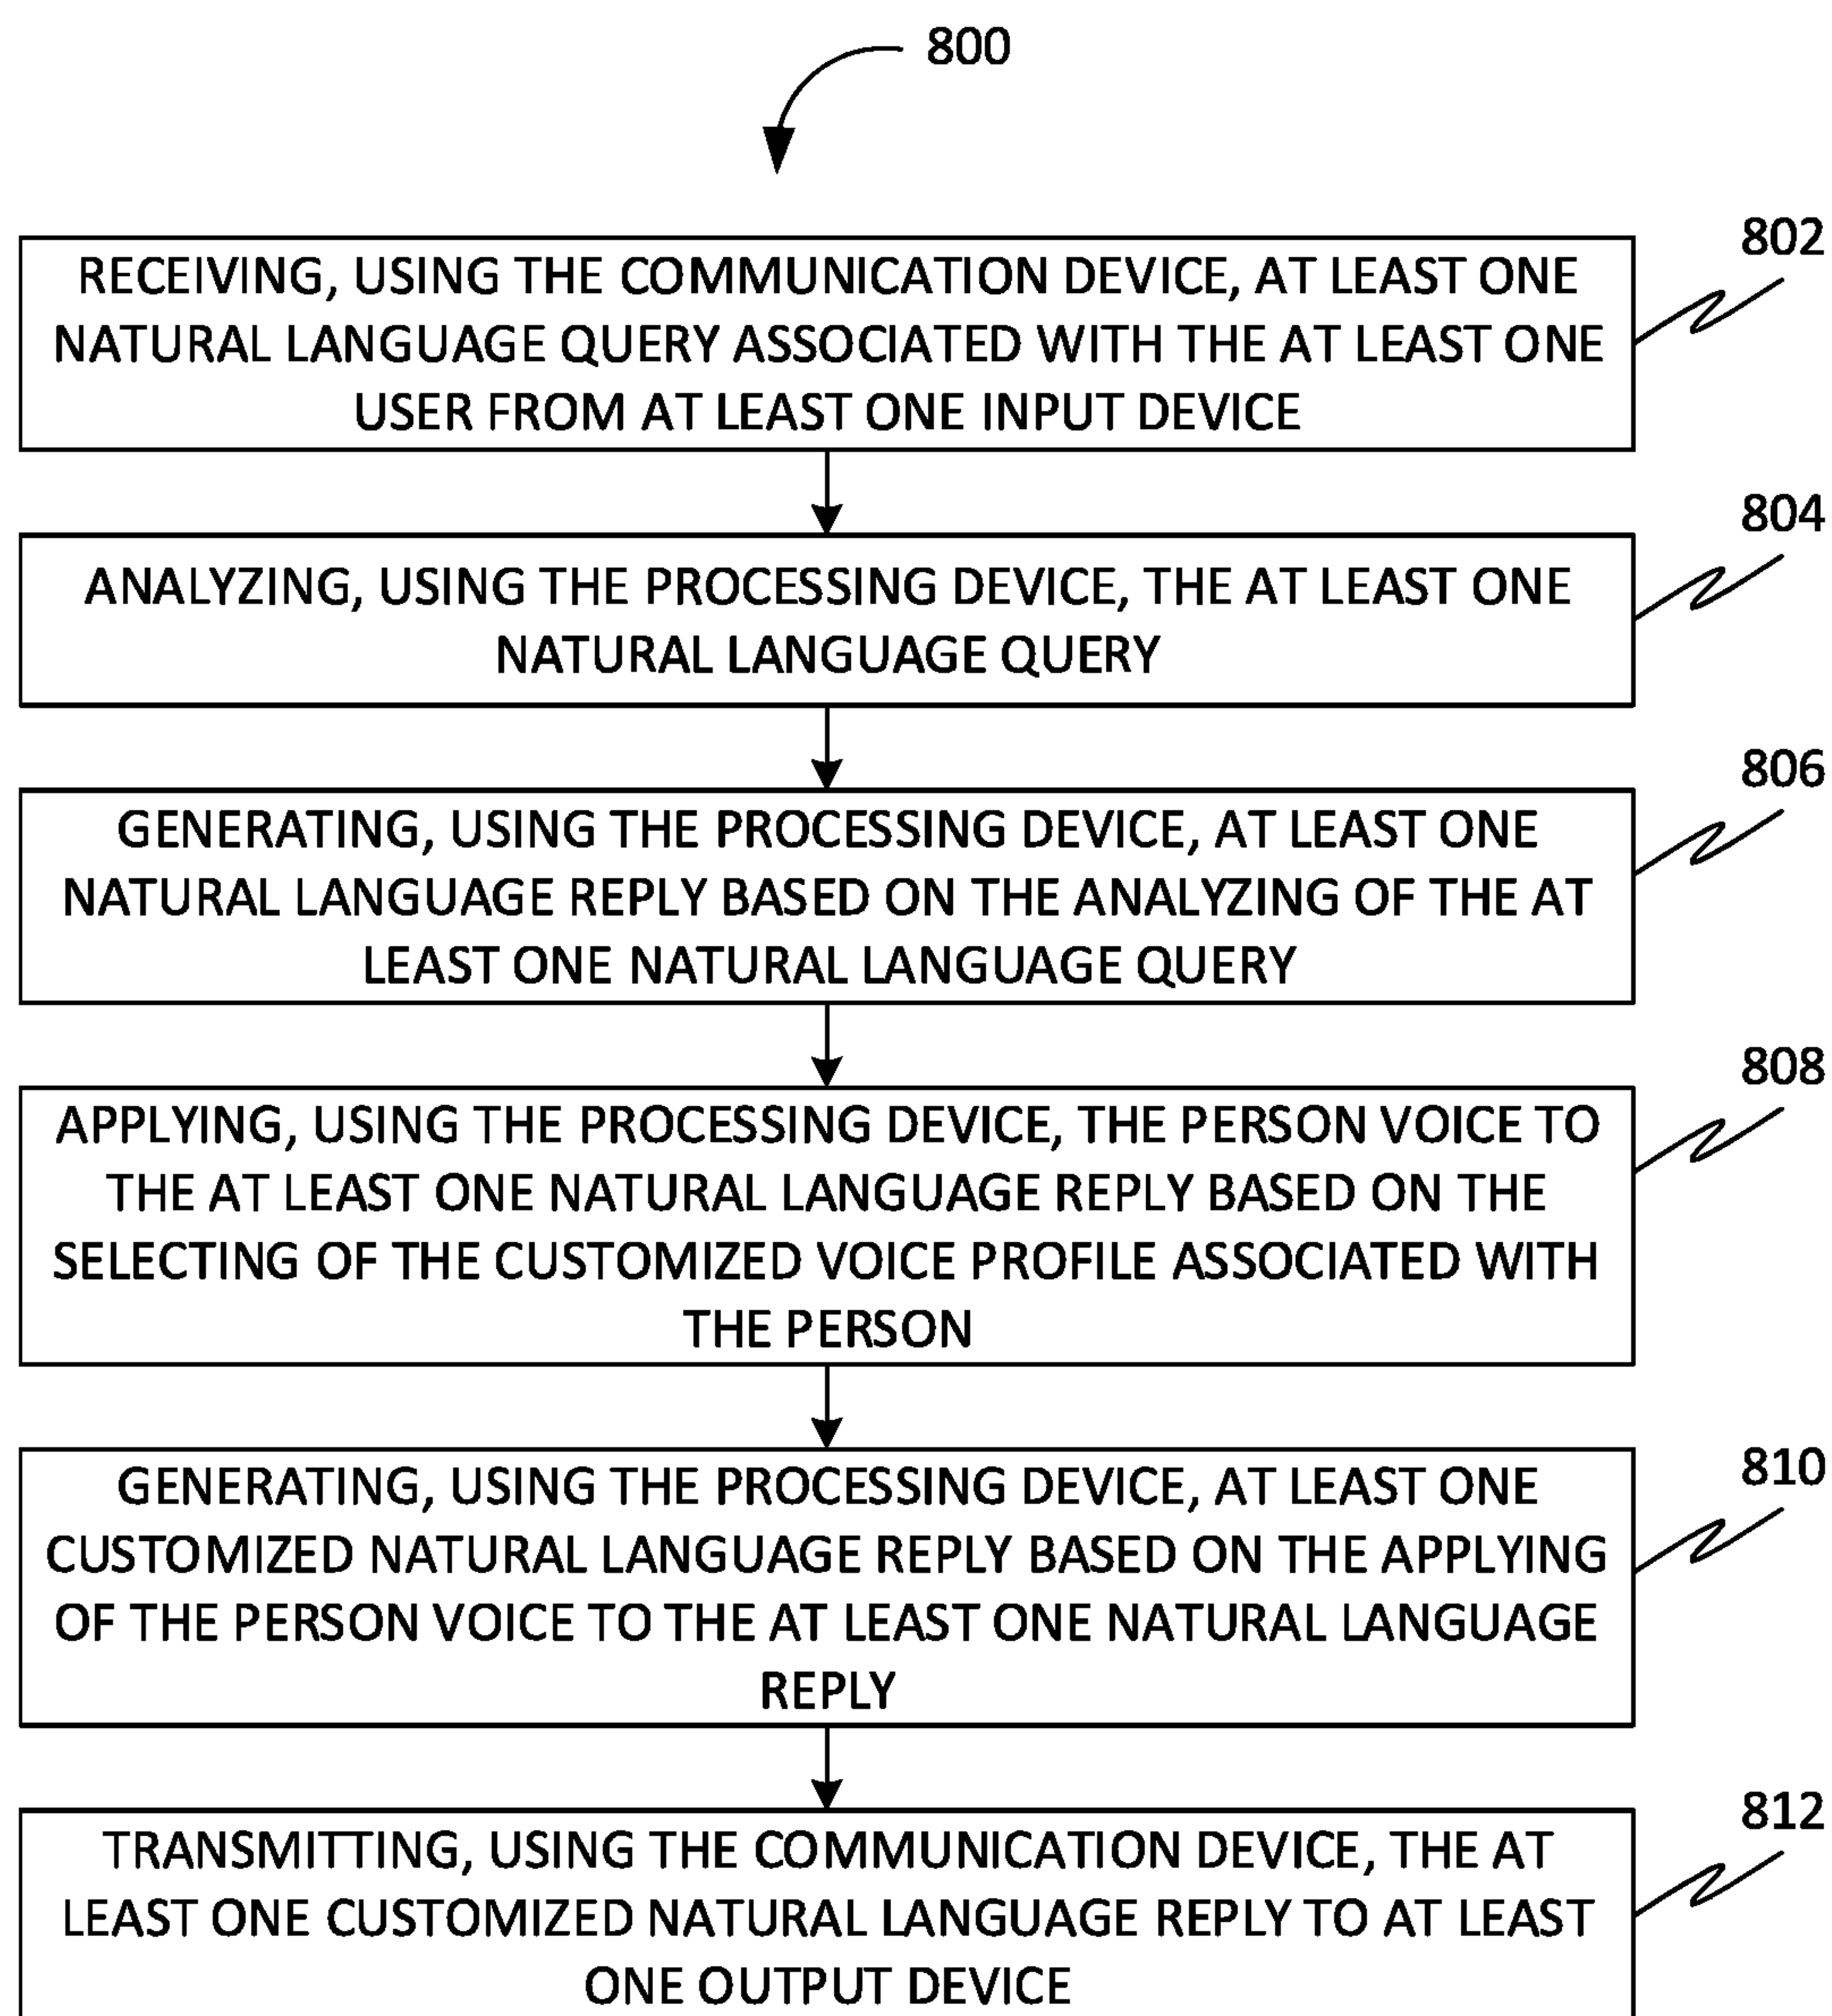 800
802
RECEIVING, USING THE COMMUNICATION DEVICE, AT LEAST ONE
NATURAL LANGUAGE QUERY ASSOCIATED WITH THE AT LEAST ONE
USER FROM AT LEAST ONE INPUT DEVICE
804
ANALYZING, USING THE PROCESSING DEVICE, THE AT LEAST ONE
NATURAL LANGUAGE QUERY
806
GENERATING, USING THE PROCESSING DEVICE, AT LEAST ONE
NATURAL LANGUAGE REPLY BASED ON THE ANALYZING OF THE AT
LEAST ONE NATURAL LANGUAGE QUERY
808
APPLYING, USING THE PROCESSING DEVICE, THE PERSON VOICE TO
THE AT LEAST ONE NATURAL LANGUAGE REPLY BASED ON THE
SELECTING OF THE CUSTOMIZED VOICE PROFILE ASSOCIATED WITH
THE PERSON
810
GENERATING, USING THE PROCESSING DEVICE, AT LEAST ONE
CUSTOMIZED NATURAL LANGUAGE REPLY BASED ON THE APPLYING
OF THE PERSON VOICE TO THE AT LEAST ONE NATURAL LANGUAGE
REPLY
812
TRANSMITTING, USING THE COMMUNICATION DEVICE, THE AT
LEAST ONE CUSTOMIZED NATURAL LANGUAGE REPLY TO AT LEAST
ONE OUTPUT DEVICE